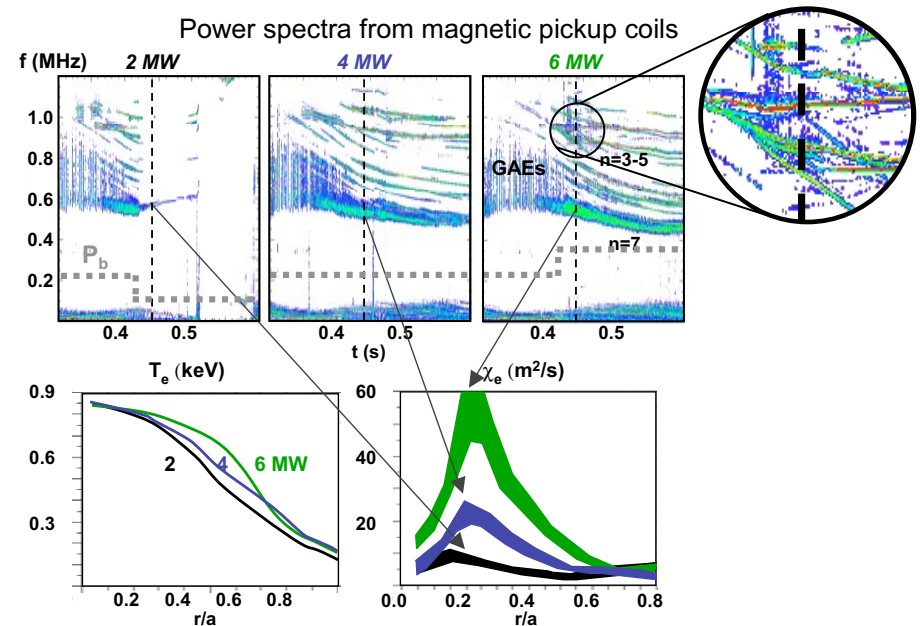 Power spectra from magnetic pickup coils
f (MHz) 2 MW 4 MW 6 MW
1.0
0.8
0.6
0.4
0.2
GAEs
n=3-5
n=7
P_b
0.4 0.5 0.4 0.5 0.4 0.5
t (s)
T_e (keV) χ_e (m²/s)
0.9
0.6
0.3
2 4 6 MW
60
40
20
0.2 0.4 0.6 0.8
r/a
0.0 0.2 0.4 0.6 0.8
r/a